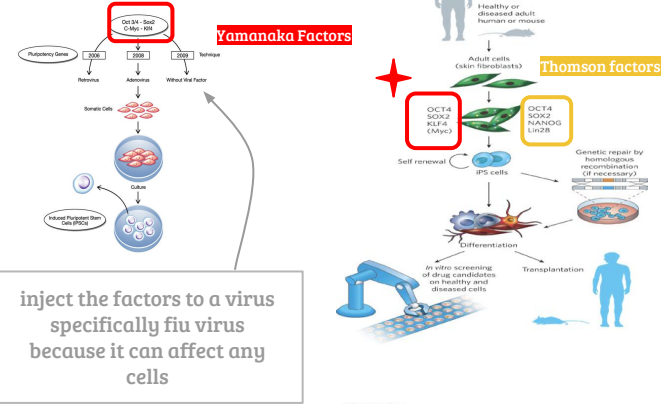 Oct 3/4 - Sox2
C-Myc - Klf4
Yamanaka Factors
Pluripotency Genes
2006
2008
2009
Technique
Retrovirus
Adenovirus
Without Viral Factor
Somatic Cells
Culture
Induced Pluripotent Stem
Cells (iPSCs)
inject the factors to a virus
specifically fiu virus
because it can affect any
cells
Healthy or
diseased adult
human or mouse
Adult cells
(skin fibroblasts)
Thomson factors
OCT4
SOX2
KLF4
(Myc)
OCT4
SOX2
NANOG
Lin28
Self renewal
iPS cells
Genetic repair by
homologous
recombination
(if necessary)
Differentiation
In vitro screening
of drug candidates
on healthy and
diseased cells
Transplantation